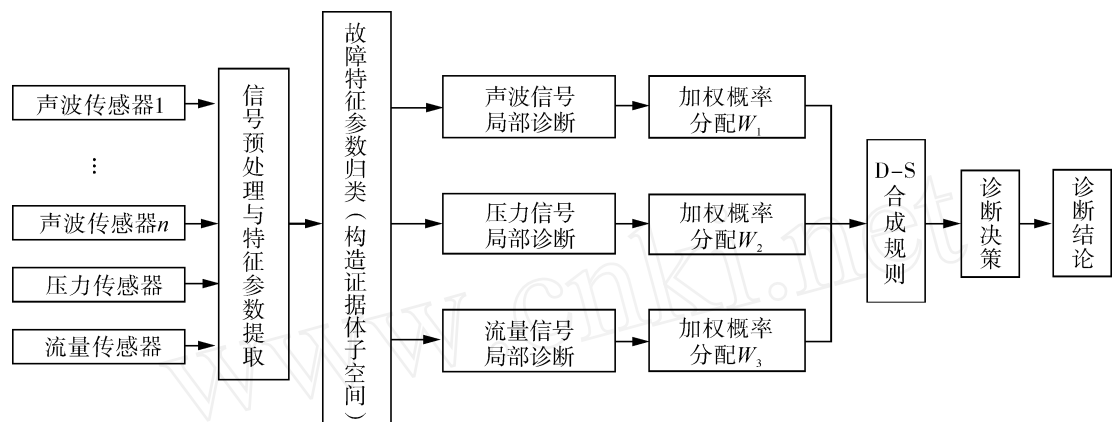 声波传感器1
⋮
声波传感器n
压力传感器
流量传感器
信号预处理与特征参数提取
故障特征参数归类(构造证据体子空间)
声波信号
局部诊断
压力信号
局部诊断
流量信号
局部诊断
加权概率
分配W₁
加权概率
分配W₂
加权概率
分配W₃
D-S
合成规则
诊断决策
诊断结论
www.cnki.net